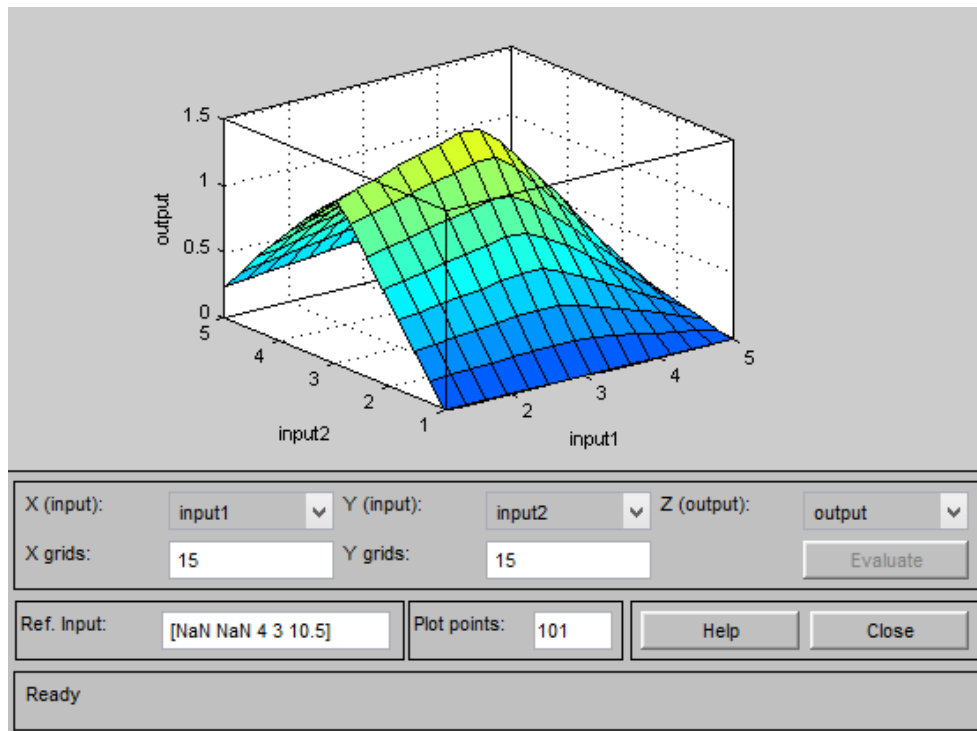 1.5
1
0.5
0
output
5
4
3
2
1
input2
2
3
4
5
input1
X (input): input1 Y (input): input2 Z (output): output
X grids: 15 Y grids: 15 Evaluate
Ref. Input: [NaN NaN 4 3 10.5] Plot points: 101 Help Close
Ready